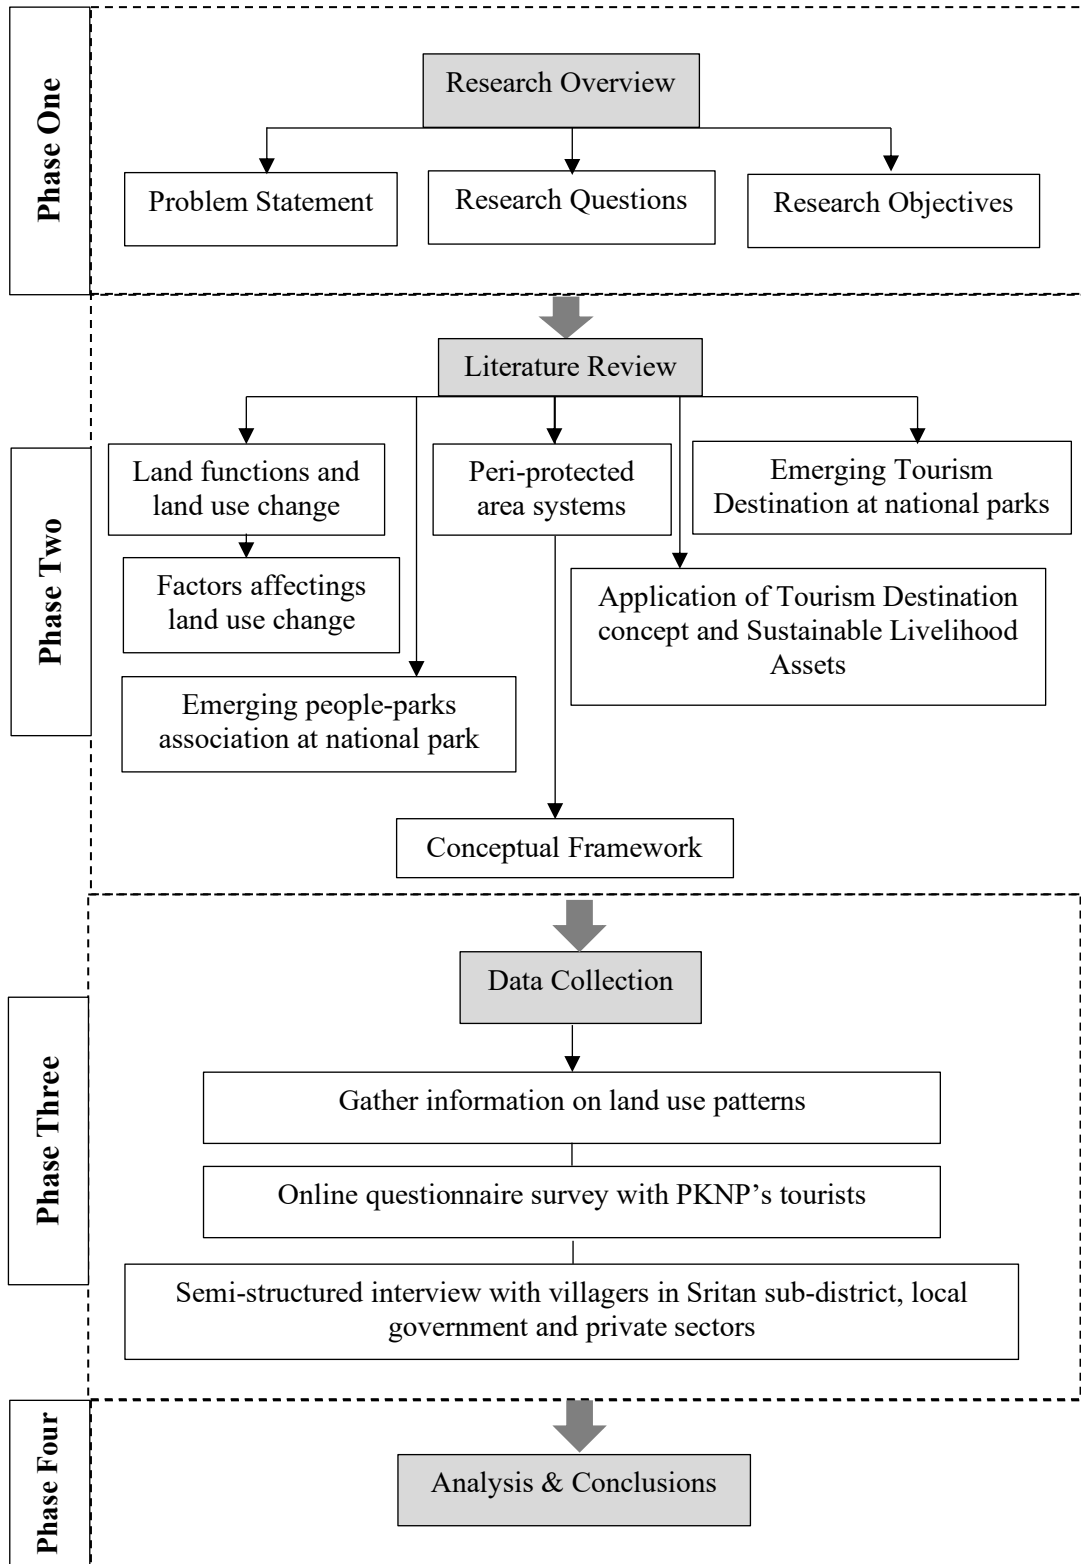 Phase One
Research Overview
Problem Statement
Research Questions
Research Objectives
Phase Two
Literature Review
Land functions and
land use change
Peri-protected
area systems
Emerging Tourism
Destination at national parks
Factors affectings
land use change
Application of Tourism Destination
concept and Sustainable Livelihood
Assets
Emerging people-parks
association at national park
Conceptual Framework
Phase Three
Data Collection
Gather information on land use patterns
Online questionnaire survey with PKNP’s tourists
Semi-structured interview with villagers in Sritan sub-district, local
government and private sectors
Phase Four
Analysis & Conclusions